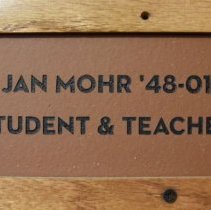 JAN MOHR '48-01
TUDENT & TEACHE